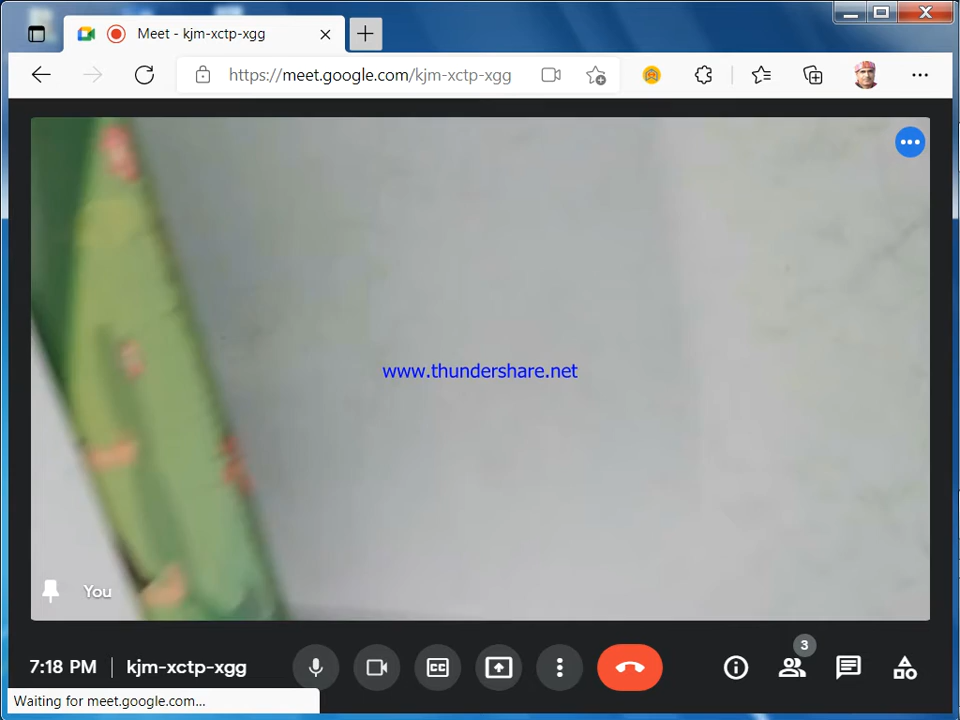 Meet - kjm-xctp-xgg
https://meet.google.com/kjm-xctp-xgg
www.thundershare.net
You
7:18 PM | kjm-xctp-xgg
CC
3
Waiting for meet.google.com...